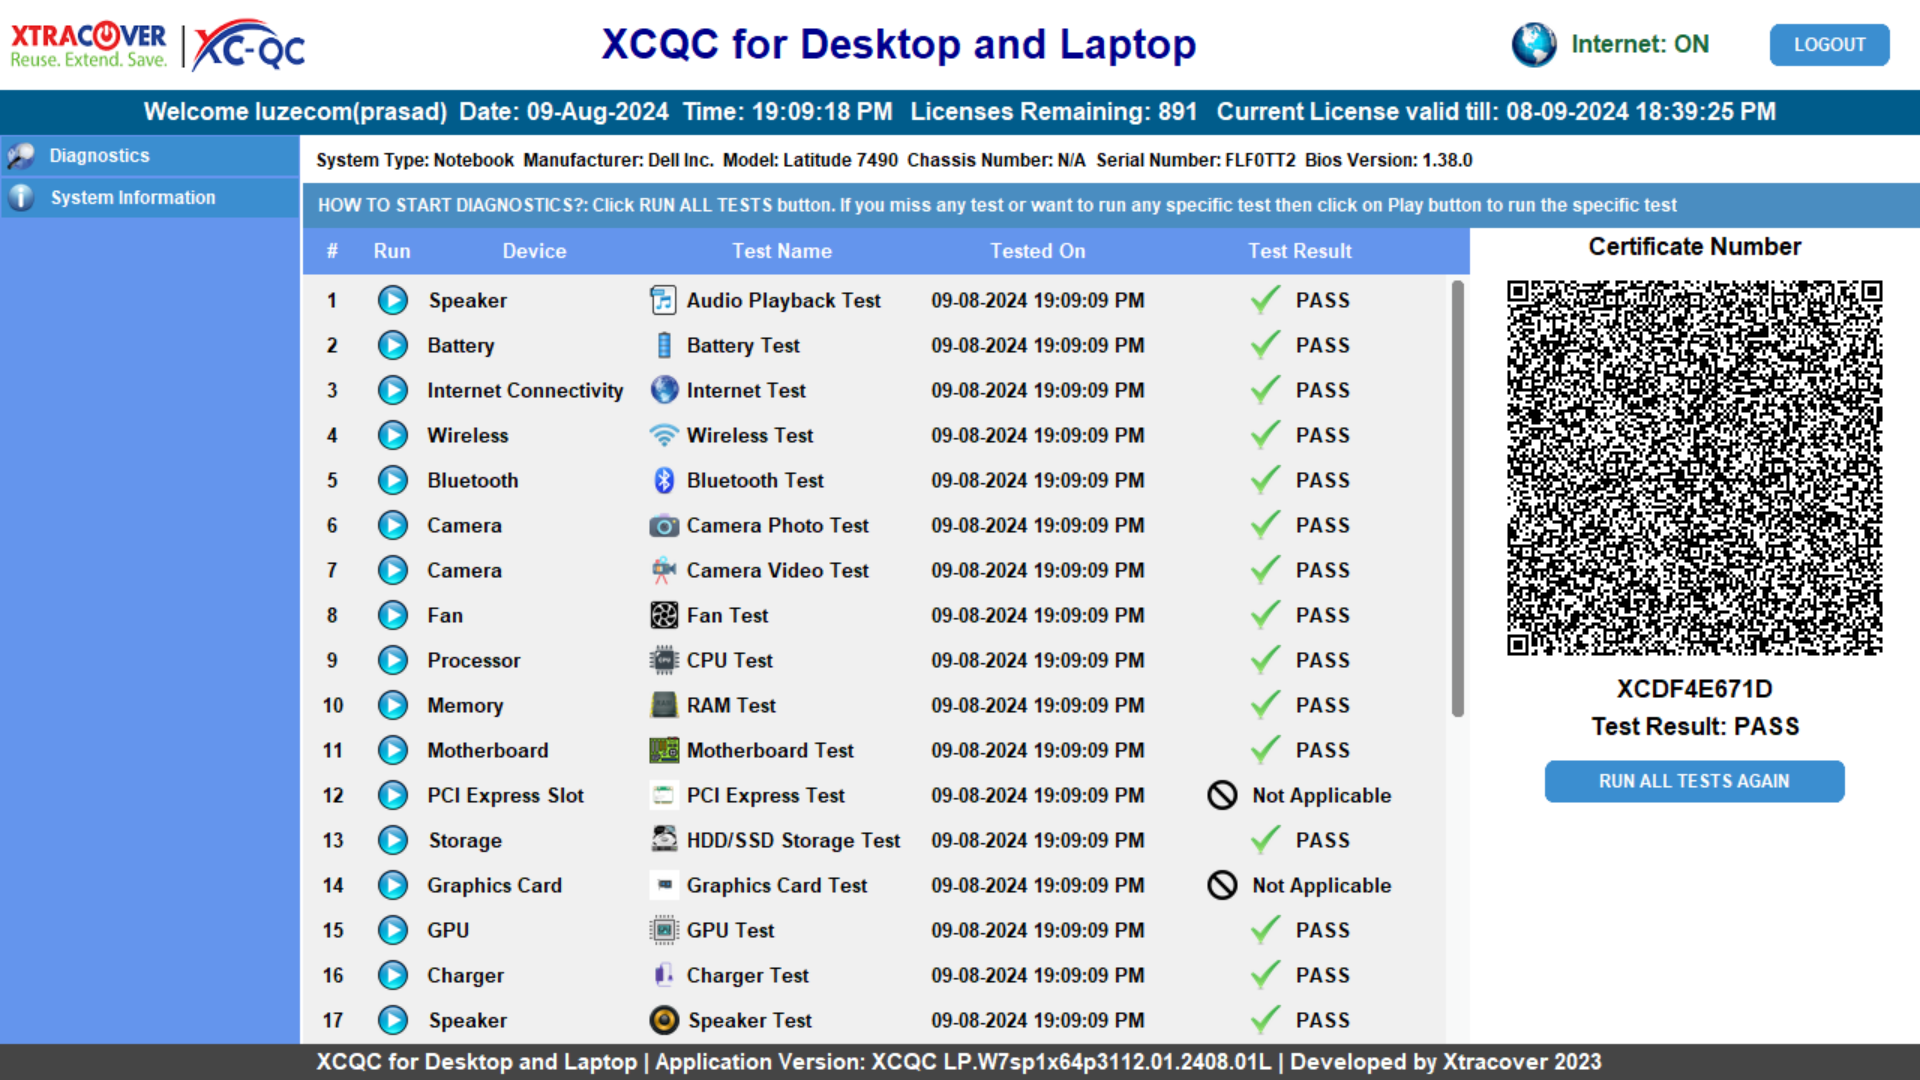 XTRACOVER
Reuse. Extend. Save.
XC-QC
XCQC for Desktop and Laptop
Internet: ON
LOGOUT
Welcome luzecom(prasad) Date: 09-Aug-2024 Time: 19:09:18 PM Licenses Remaining: 891 Current License valid till: 08-09-2024 18:39:25 PM
Diagnostics
System Information
System Type: Notebook Manufacturer: Dell Inc. Model: Latitude 7490 Chassis Number: N/A Serial Number: FLF0TT2 Bios Version: 1.38.0
HOW TO START DIAGNOSTICS?: Click RUN ALL TESTS button. If you miss any test or want to run any specific test then click on Play button to run the specific test
# Run Device Test Name Tested On Test Result
1 Speaker Audio Playback Test 09-08-2024 19:09:09 PM PASS
2 Battery Battery Test 09-08-2024 19:09:09 PM PASS
3 Internet Connectivity Internet Test 09-08-2024 19:09:09 PM PASS
4 Wireless Wireless Test 09-08-2024 19:09:09 PM PASS
5 Bluetooth Bluetooth Test 09-08-2024 19:09:09 PM PASS
6 Camera Camera Photo Test 09-08-2024 19:09:09 PM PASS
7 Camera Camera Video Test 09-08-2024 19:09:09 PM PASS
8 Fan Fan Test 09-08-2024 19:09:09 PM PASS
9 Processor CPU Test 09-08-2024 19:09:09 PM PASS
10 Memory RAM Test 09-08-2024 19:09:09 PM PASS
11 Motherboard Motherboard Test 09-08-2024 19:09:09 PM PASS
12 PCI Express Slot PCI Express Test 09-08-2024 19:09:09 PM Not Applicable
13 Storage HDD/SSD Storage Test 09-08-2024 19:09:09 PM PASS
14 Graphics Card Graphics Card Test 09-08-2024 19:09:09 PM Not Applicable
15 GPU GPU Test 09-08-2024 19:09:09 PM PASS
16 Charger Charger Test 09-08-2024 19:09:09 PM PASS
17 Speaker Speaker Test 09-08-2024 19:09:09 PM PASS
Certificate Number
XCDF4E671D
Test Result: PASS
RUN ALL TESTS AGAIN
XCQC for Desktop and Laptop | Application Version: XCQC LP.W7sp1x64p3112.01.2408.01L | Developed by Xtracover 2023